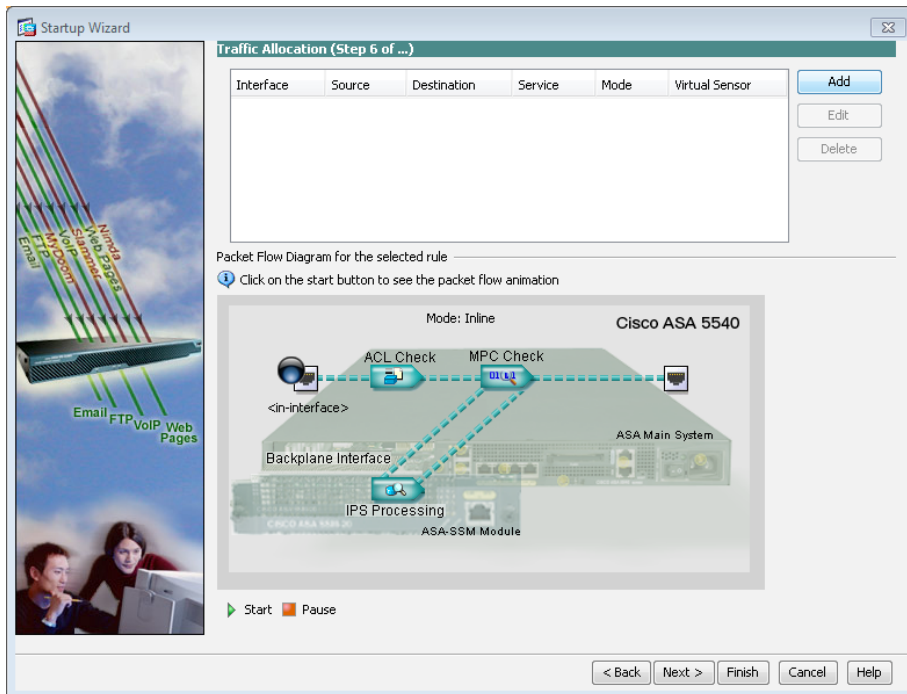 Startup Wizard
Traffic Allocation (Step 6 of ...)
Interface Source Destination Service Mode Virtual Sensor
Add
Edit
Delete
Nimda
Web Pages
Slammer
VoIP
MyDoom
FTP
Email
Email FTP VoIP Web Pages
Packet Flow Diagram for the selected rule
Click on the start button to see the packet flow animation
Mode: Inline
Cisco ASA 5540
ACL Check
MPC Check
<in-interface>
ASA Main System
Backplane Interface
IPS Processing
ASA-SSM Module
Start Pause
< Back Next > Finish Cancel Help